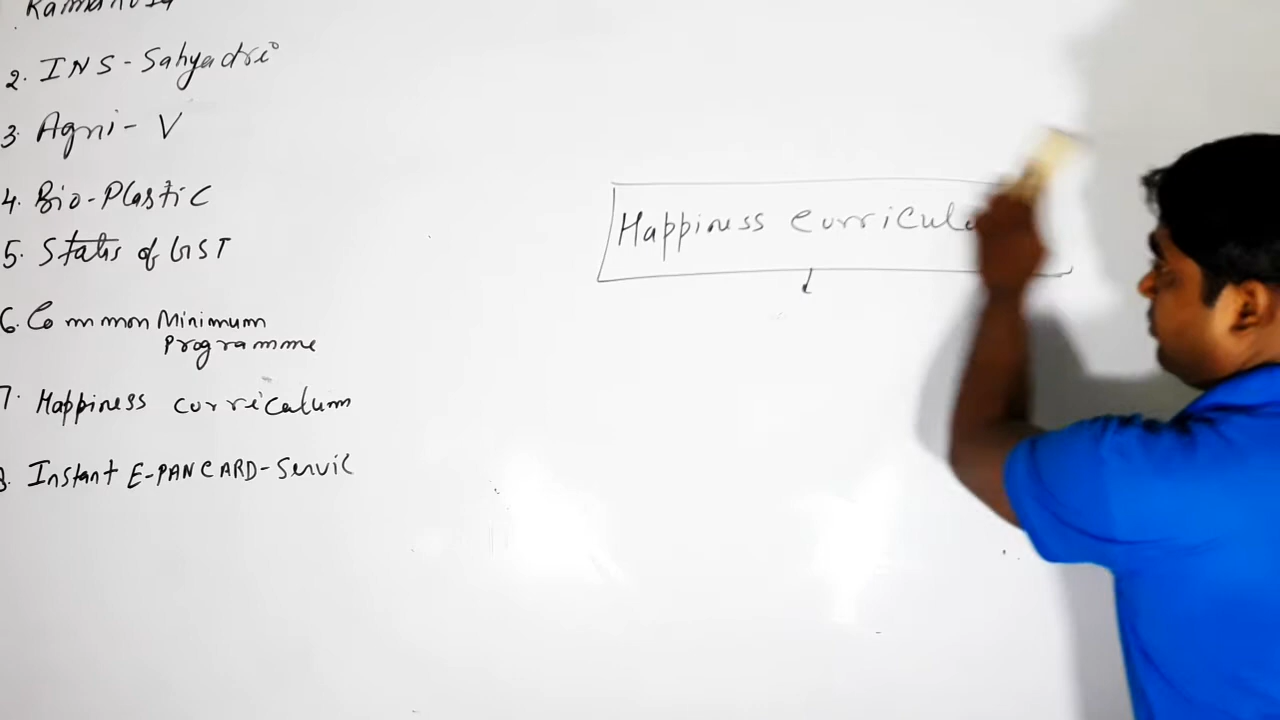 2. INS-Sahyadri
3. Agni-V
4. Bio-Plastic
5. Status of GST
6. Common Minimum
Programme
7. Happiness curriculum
8. Instant E-PANCARD-Servic
Happiness curricul